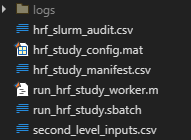 logs
hrf_slurm_audit.csv
hrf_study_config.mat
hrf_study_manifest.csv
run_hrf_study_worker.m
run_hrf_study.sbatch
second_level_inputs.csv